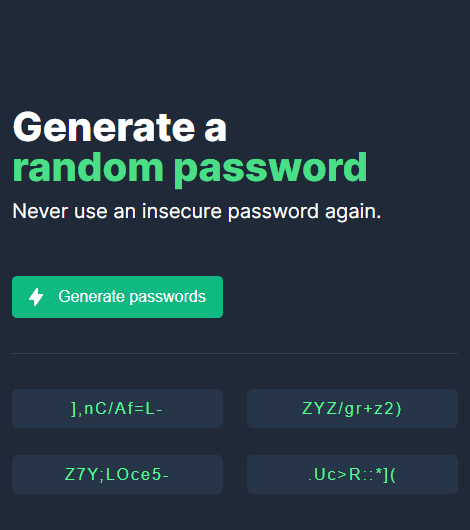 Generate a
random password
Never use an insecure password again.
Generate passwords
],nC/Af=L-
ZYZ/gr+z2)
Z7Y;LOce5-
.Uc>R::*](